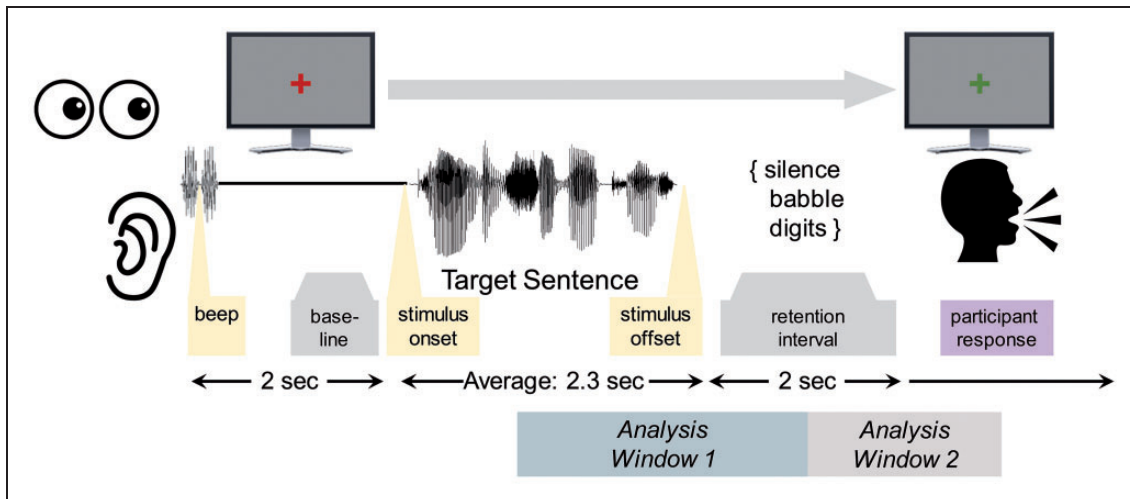 { silence
babble
digits }
Target Sentence
beep
base-
line
stimulus
onset
stimulus
offset
retention
interval
participant
response
2 sec
Average: 2.3 sec
2 sec
Analysis
Window 1
Analysis
Window 2